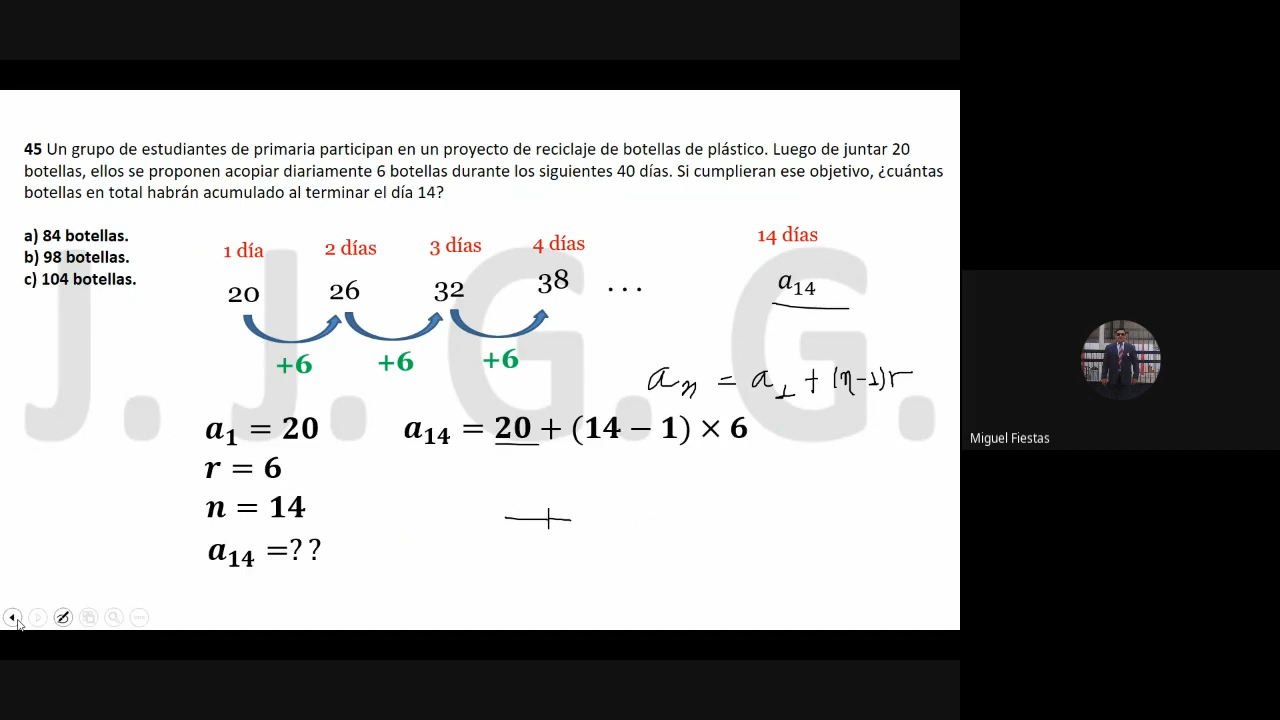 45 Un grupo de estudiantes de primaria participan en un proyecto de reciclaje de botellas de plástico. Luego de juntar 20
botellas, ellos se proponen acopiar diariamente 6 botellas durante los siguientes 40 días. Si cumplieran ese objetivo, ¿cuántas
botellas en total habrán acumulado al terminar el día 14?
a) 84 botellas.
b) 98 botellas.
c) 104 botellas.
1 día 2 días 3 días 4 días 14 días
20 26 32 38 ... a₁₄
+6 +6 +6
aₙ = a₁ + (n-1)r
a₁ = 20 a₁₄ = 20 + (14 − 1) × 6
r = 6
n = 14
a₁₄ =??
J. J. G. G.
Miguel Fiestas